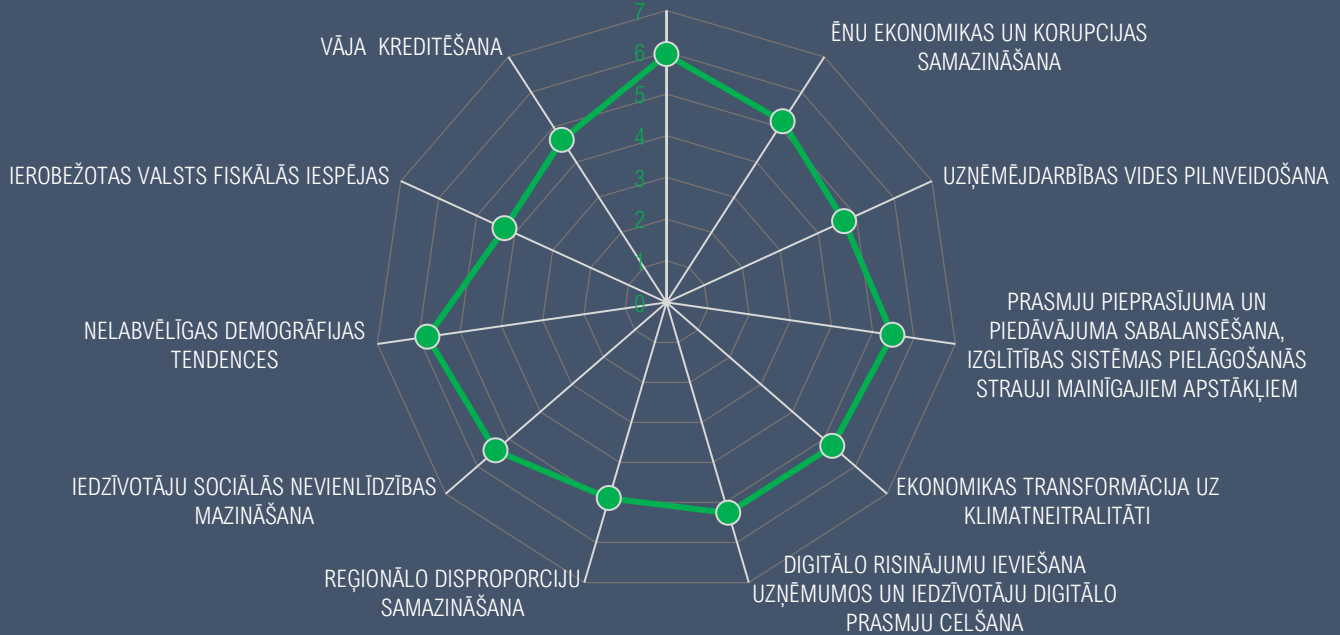 7
6
5
4
3
2
1
0
ĒNU EKONOMIKAS UN KORUPCIJAS
SAMAZINĀŠANA
UZŅĒMĒJDARBĪBAS VIDES PILNVEIDOŠANA
PRASMJU PIEPRASĪJUMA UN
PIEDĀVĀJUMA SABALANSĒŠANA,
IZGLĪTĪBAS SISTĒMAS PIELĀGOŠANĀS
STRAUJI MAINĪGAJIEM APSTĀKĻIEM
EKONOMIKAS TRANSFORMĀCIJA UZ
KLIMATNEITRALITĀTI
DIGITĀLO RISINĀJUMU IEVIEŠANA
UZŅĒMUMOS UN IEDZĪVOTĀJU DIGITĀLO
PRASMJU CELŠANA
REĢIONĀLO DISPROPORCIJU
SAMAZINĀŠANA
IEDZĪVOTĀJU SOCIĀLĀS NEVIENLĪDZĪBAS
MAZINĀŠANA
NELABVĒLĪGAS DEMOGRĀFIJAS
TENDENCES
IEROBEŽOTAS VALSTS FISKĀLĀS IESPĒJAS
VĀJA KREDITĒŠANA